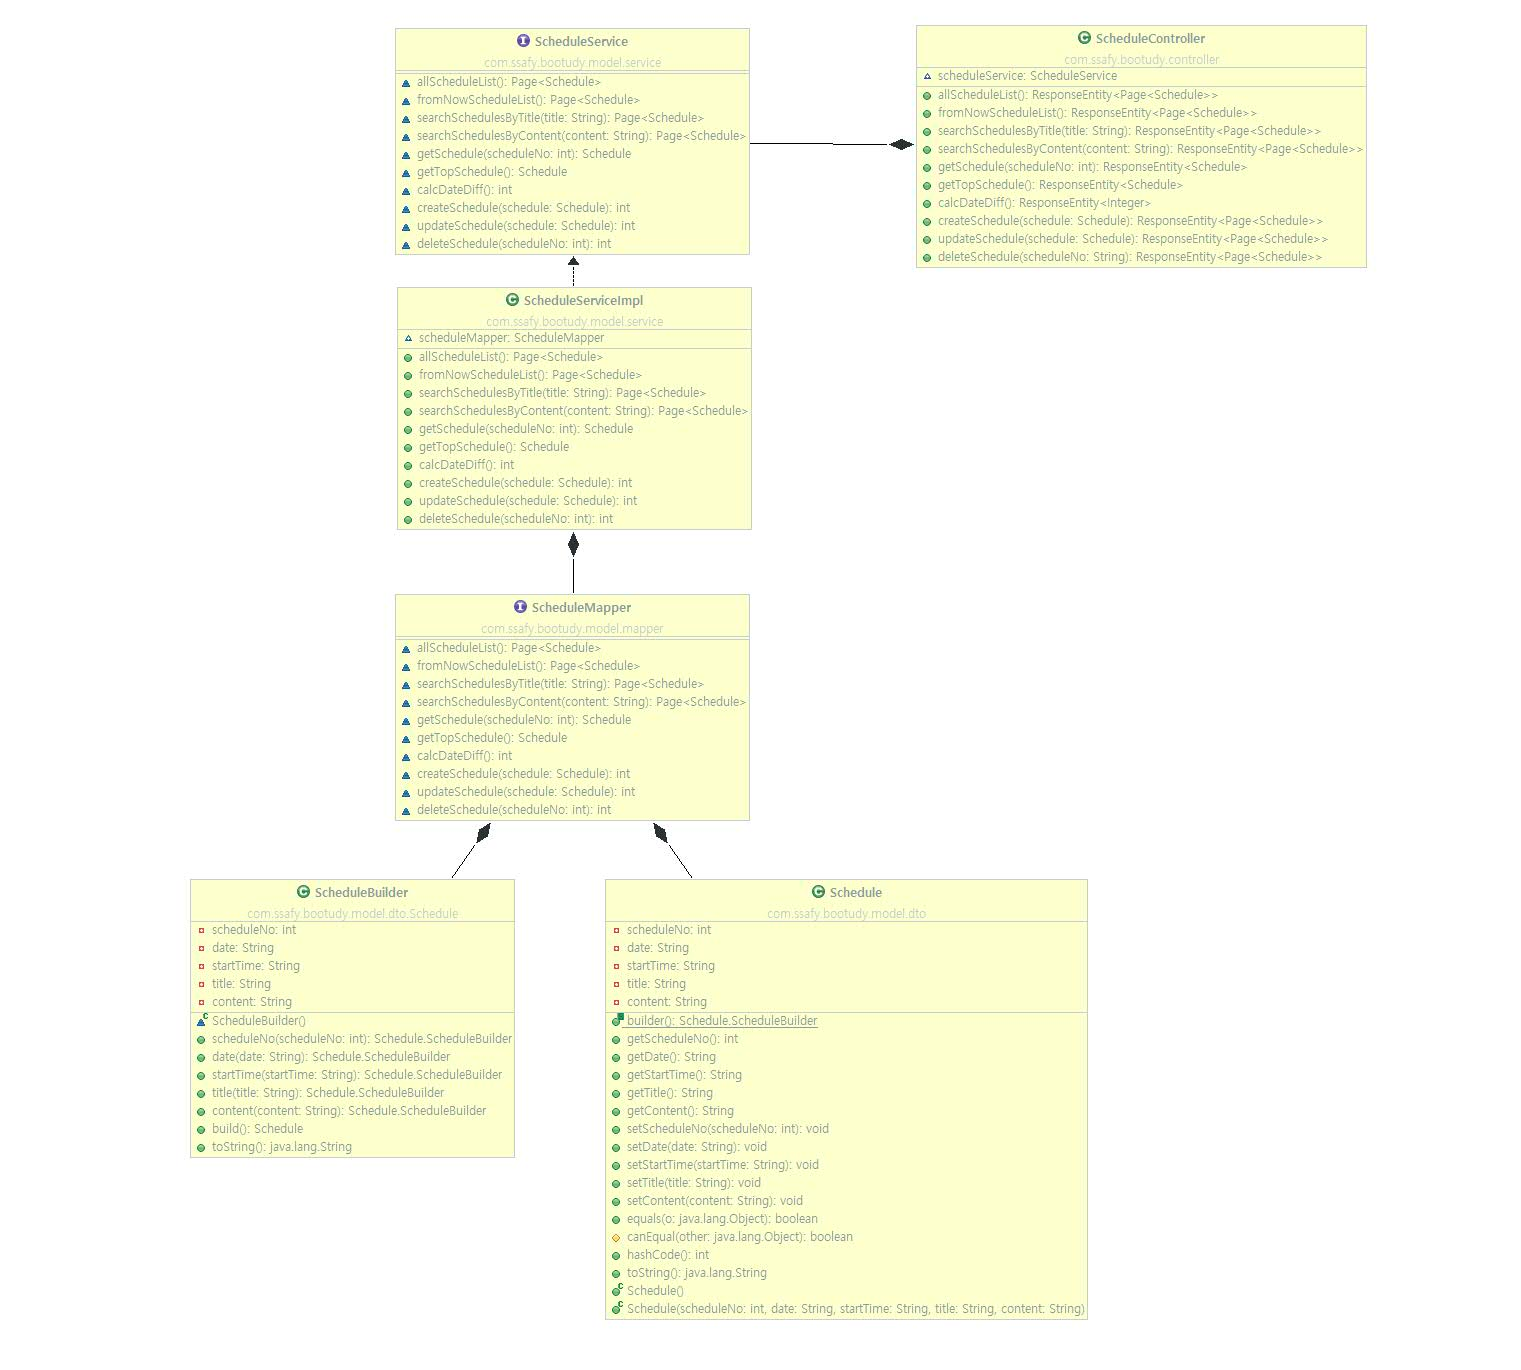 ScheduleService
com.ssafy.bootudy.model.service
allScheduleList(): Page<Schedule>
fromNowScheduleList(): Page<Schedule>
searchSchedulesByTitle(title: String): Page<Schedule>
searchSchedulesByContent(content: String): Page<Schedule>
getSchedule(scheduleNo: int): Schedule
getTopSchedule(): Schedule
calcDateDiff(): int
createSchedule(schedule: Schedule): int
updateSchedule(schedule: Schedule): int
deleteSchedule(scheduleNo: int): int
ScheduleController
com.ssafy.bootudy.controller
scheduleService: ScheduleService
allScheduleList(): ResponseEntity<Page<Schedule>>
fromNowScheduleList(): ResponseEntity<Page<Schedule>>
searchSchedulesByTitle(title: String): ResponseEntity<Page<Schedule>>
searchSchedulesByContent(content: String): ResponseEntity<Page<Schedule>>
getSchedule(scheduleNo: int): ResponseEntity<Schedule>
getTopSchedule(): ResponseEntity<Schedule>
calcDateDiff(): ResponseEntity<Integer>
createSchedule(schedule: Schedule): ResponseEntity<Page<Schedule>>
updateSchedule(schedule: Schedule): ResponseEntity<Page<Schedule>>
deleteSchedule(scheduleNo: String): ResponseEntity<Page<Schedule>>
ScheduleServiceImpl
com.ssafy.bootudy.model.service
scheduleMapper: ScheduleMapper
allScheduleList(): Page<Schedule>
fromNowScheduleList(): Page<Schedule>
searchSchedulesByTitle(title: String): Page<Schedule>
searchSchedulesByContent(content: String): Page<Schedule>
getSchedule(scheduleNo: int): Schedule
getTopSchedule(): Schedule
calcDateDiff(): int
createSchedule(schedule: Schedule): int
updateSchedule(schedule: Schedule): int
deleteSchedule(scheduleNo: int): int
ScheduleMapper
com.ssafy.bootudy.model.mapper
allScheduleList(): Page<Schedule>
fromNowScheduleList(): Page<Schedule>
searchSchedulesByTitle(title: String): Page<Schedule>
searchSchedulesByContent(content: String): Page<Schedule>
getSchedule(scheduleNo: int): Schedule
getTopSchedule(): Schedule
calcDateDiff(): int
createSchedule(schedule: Schedule): int
updateSchedule(schedule: Schedule): int
deleteSchedule(scheduleNo: int): int
ScheduleBuilder
com.ssafy.bootudy.model.dto.Schedule
scheduleNo: int
date: String
startTime: String
title: String
content: String
ScheduleBuilder()
scheduleNo(scheduleNo: int): Schedule.ScheduleBuilder
date(date: String): Schedule.ScheduleBuilder
startTime(startTime: String): Schedule.ScheduleBuilder
title(title: String): Schedule.ScheduleBuilder
content(content: String): Schedule.ScheduleBuilder
build(): Schedule
toString(): java.lang.String
Schedule
com.ssafy.bootudy.model.dto
scheduleNo: int
date: String
startTime: String
title: String
content: String
builder(): Schedule.ScheduleBuilder
getScheduleNo(): int
getDate(): String
getStartTime(): String
getTitle(): String
getContent(): String
setScheduleNo(scheduleNo: int): void
setDate(date: String): void
setStartTime(startTime: String): void
setTitle(title: String): void
setContent(content: String): void
equals(o: java.lang.Object): boolean
canEqual(other: java.lang.Object): boolean
hashCode(): int
toString(): java.lang.String
Schedule()
Schedule(scheduleNo: int, date: String, startTime: String, title: String, content: String)